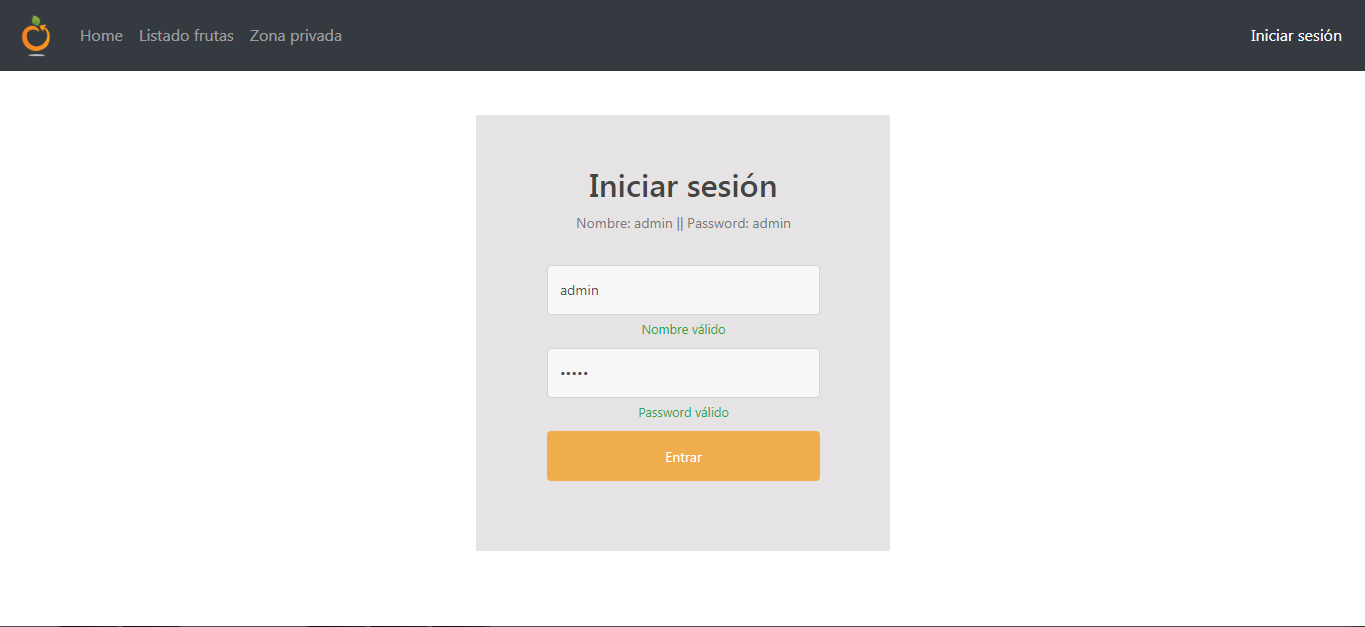 Home Listado frutas Zona privada Iniciar sesión
Iniciar sesión
Nombre: admin || Password: admin
admin
Nombre válido
•••••
Password válido
Entrar